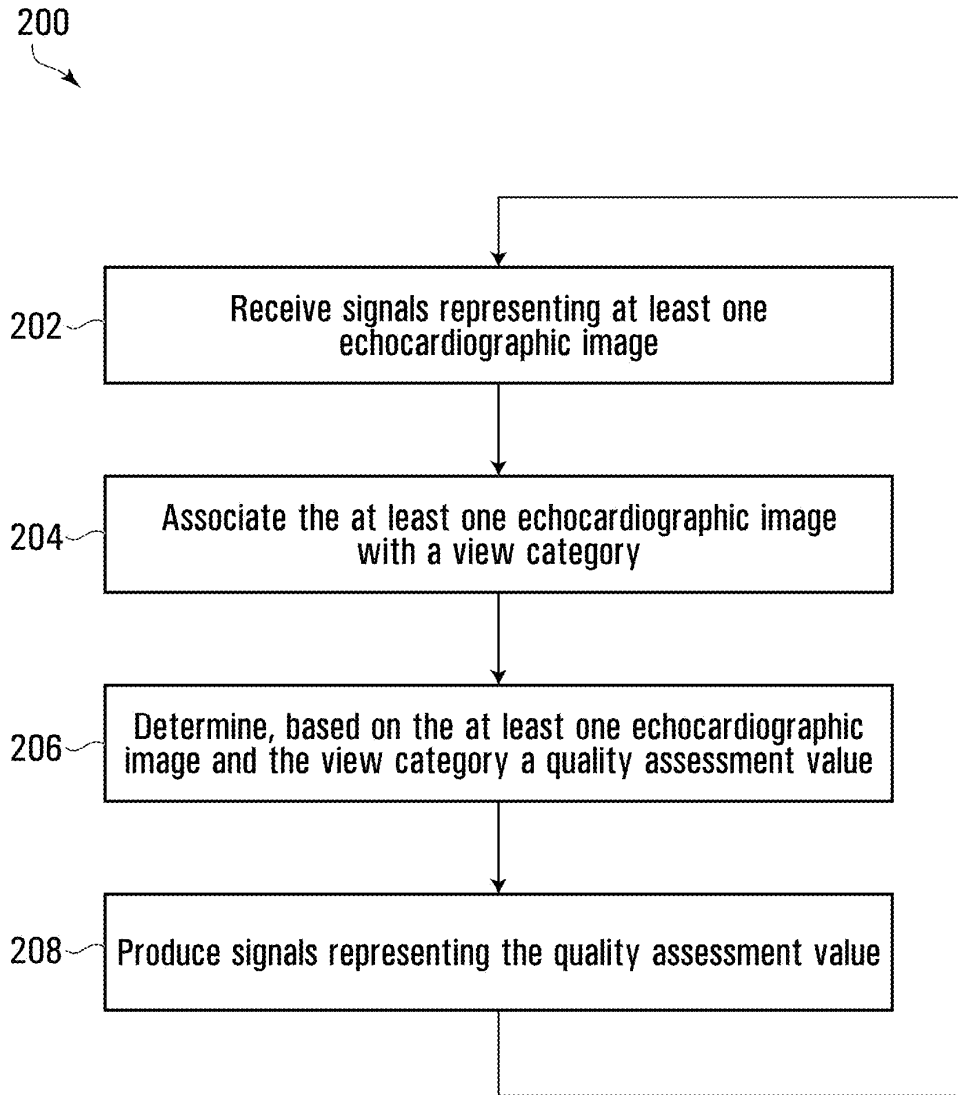 200
202
Receive signals representing at least one
echocardiographic image
204
Associate the at least one echocardiographic image
with a view category
206
Determine, based on the at least one echocardiographic
image and the view category a quality assessment value
208
Produce signals representing the quality assessment value